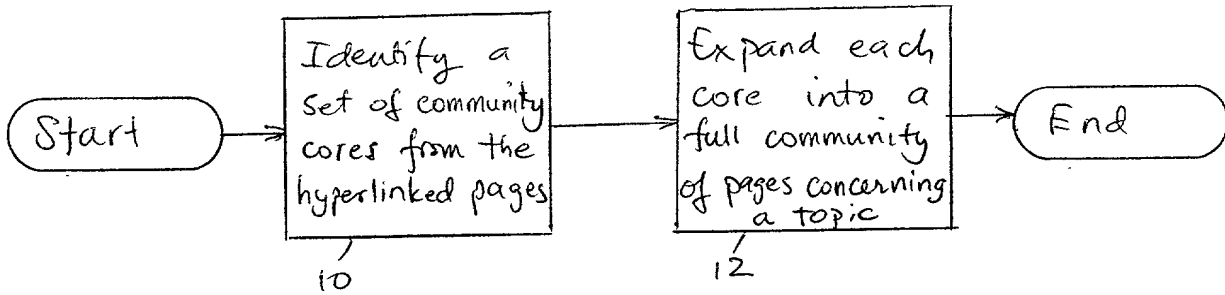 Start
Identify a
set of community
cores from the
hyperlinked pages
10
Expand each
core into a
full community
of pages concerning
a topic
12
End